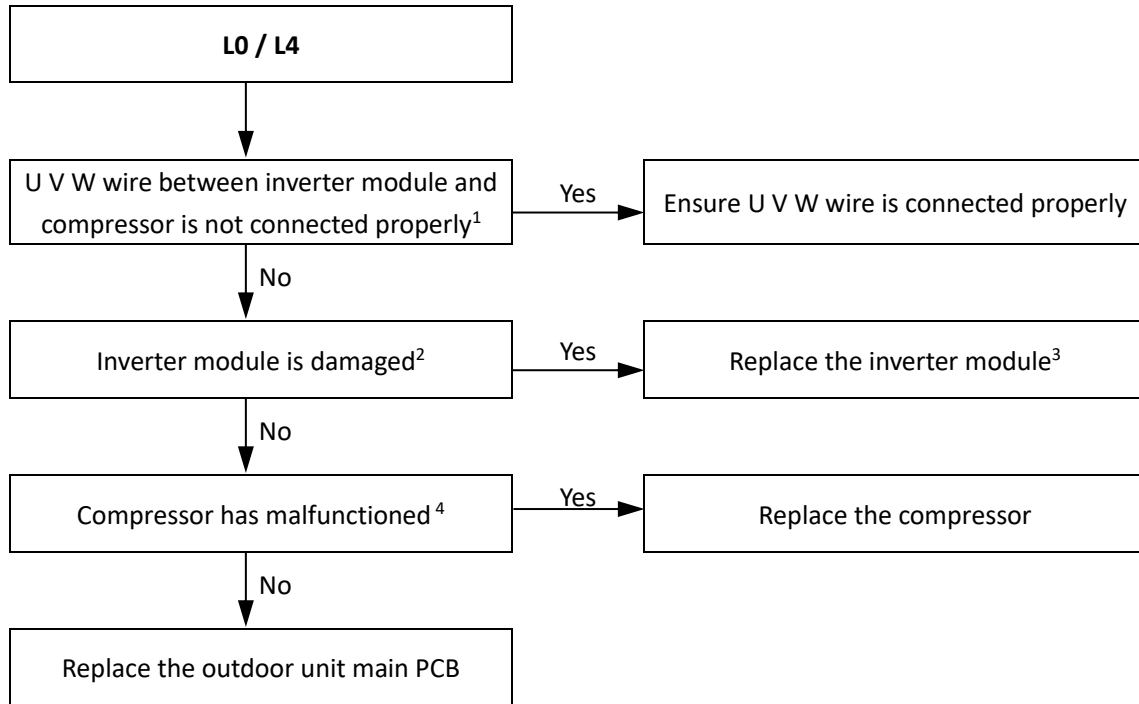 L0 / L4
U V W wire between inverter module and
compressor is not connected properly1
Yes
Ensure U V W wire is connected properly
No
Inverter module is damaged2
Yes
Replace the inverter module3
No
Compressor has malfunctioned 4
Yes
Replace the compressor
No
Replace the outdoor unit main PCB